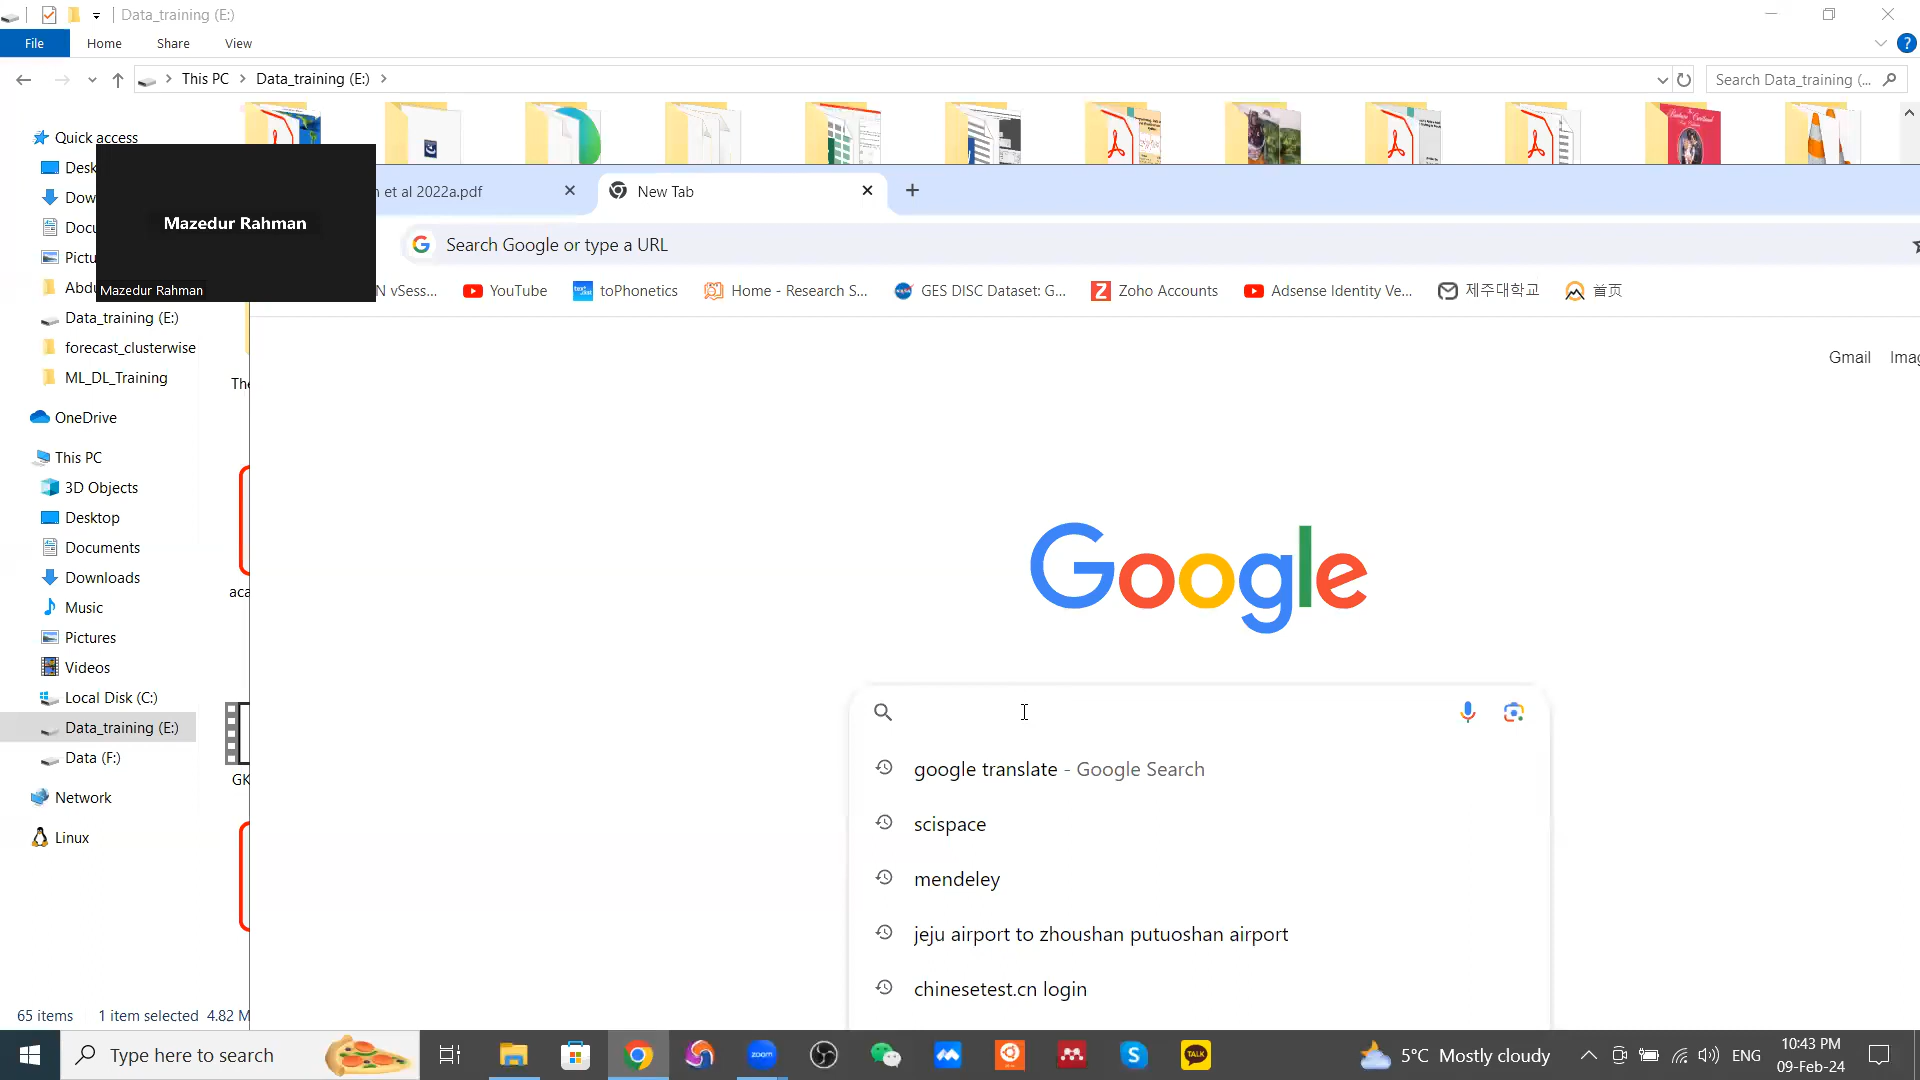 Data_training (E:)
File Home Share View
This PC Data_training (E:)
Search Data_training (...
Quick access
Desk
Dow
Docu
Pictu
Abdu
Data_training (E:)
forecast_clusterwise
ML_DL_Training
OneDrive
This PC
3D Objects
Desktop
Documents
Downloads
Music
Pictures
Videos
Local Disk (C:)
Data_training (E:)
Data (F:)
Network
Linux
65 items 1 item selected 4.82 M
Mazedur Rahman
Mazedur Rahman
The
aca
GK
et al 2022a.pdf
New Tab
Search Google or type a URL
N vSess...
YouTube
toPhonetics
Home - Research S...
GES DISC Dataset: G...
Zoho Accounts
Adsense Identity Ve...
제주대학교
首页
Gmail Imag
Google
google translate - Google Search
scispace
mendeley
jeju airport to zhoushan putuoshan airport
chinesetest.cn login
Type here to search
zoom
TALK
5°C Mostly cloudy
ENG
10:43 PM
09-Feb-24